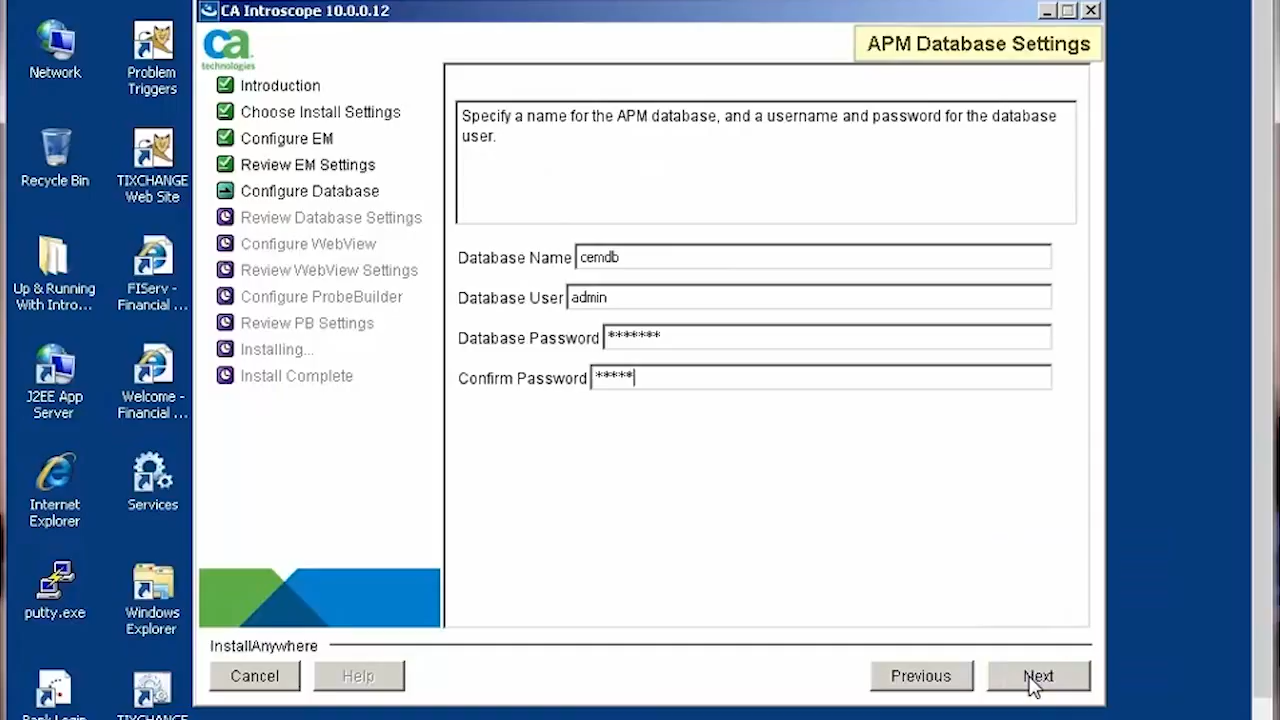 CA Introscope 10.0.0.12
ca
technologies
APM Database Settings
Introduction
Choose Install Settings
Configure EM
Review EM Settings
Configure Database
Review Database Settings
Configure WebView
Review WebView Settings
Configure ProbeBuilder
Review PB Settings
Installing...
Install Complete
Specify a name for the APM database, and a username and password for the database
user.
Database Name cemdb
Database User admin
Database Password *******
Confirm Password *****
InstallAnywhere
Cancel
Help
Previous
Next
Network
Problem
Triggers
Recycle Bin
TIXCHANGE
Web Site
Up & Running
With Intro...
FIServ -
Financial ...
J2EE App
Server
Welcome -
Financial ...
Internet
Explorer
Services
putty.exe
Windows
Explorer
Bank Login
TIXCHANGE